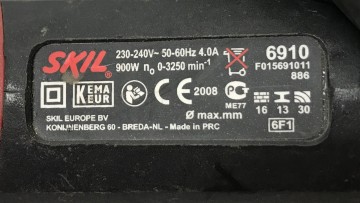 SKIL 230-240V~ 50-60Hz 4.0A 6910
900W n₀ 0-3250 min⁻¹ F015691011
886
KEMA EUR CE 2008 ME77 16 13 30
SKIL EUROPE BV Ø max.mm 6F1
KONIJNENBERG 60 - BREDA-NL - Made in PRC